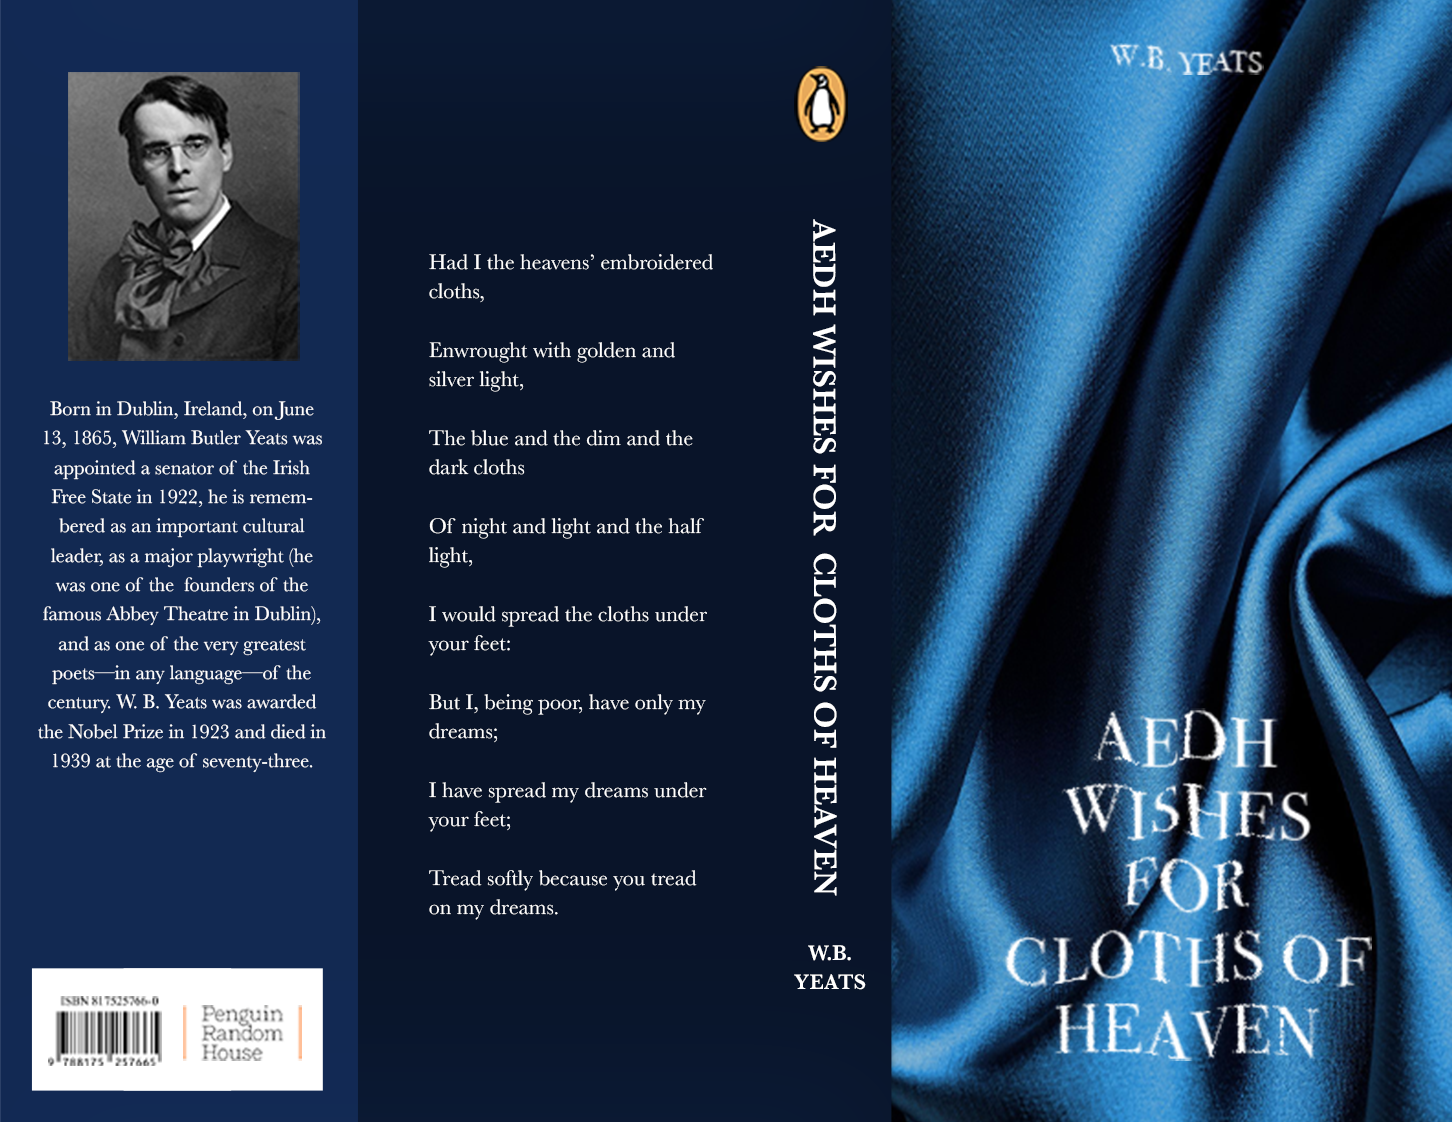 Born in Dublin, Ireland, on June
13, 1865, William Butler Yeats was
appointed a senator of the Irish
Free State in 1922, he is remem-
bered as an important cultural
leader, as a major playwright (he
was one of the founders of the
famous Abbey Theatre in Dublin),
and as one of the very greatest
poets—in any language—of the
century. W. B. Yeats was awarded
the Nobel Prize in 1923 and died in
1939 at the age of seventy-three.
ISBN 817525766-0
9 788175 257665
Penguin
Random
House
Had I the heavens’ embroidered
cloths,
Enwrought with golden and
silver light,
The blue and the dim and the
dark cloths
Of night and light and the half
light,
I would spread the cloths under
your feet:
But I, being poor, have only my
dreams;
I have spread my dreams under
your feet;
Tread softly because you tread
on my dreams.
AEDH WISHES FOR CLOTHS OF HEAVEN
W.B.
YEATS
W.B. YEATS
AEDH
WISHES
FOR
CLOTHS OF
HEAVEN